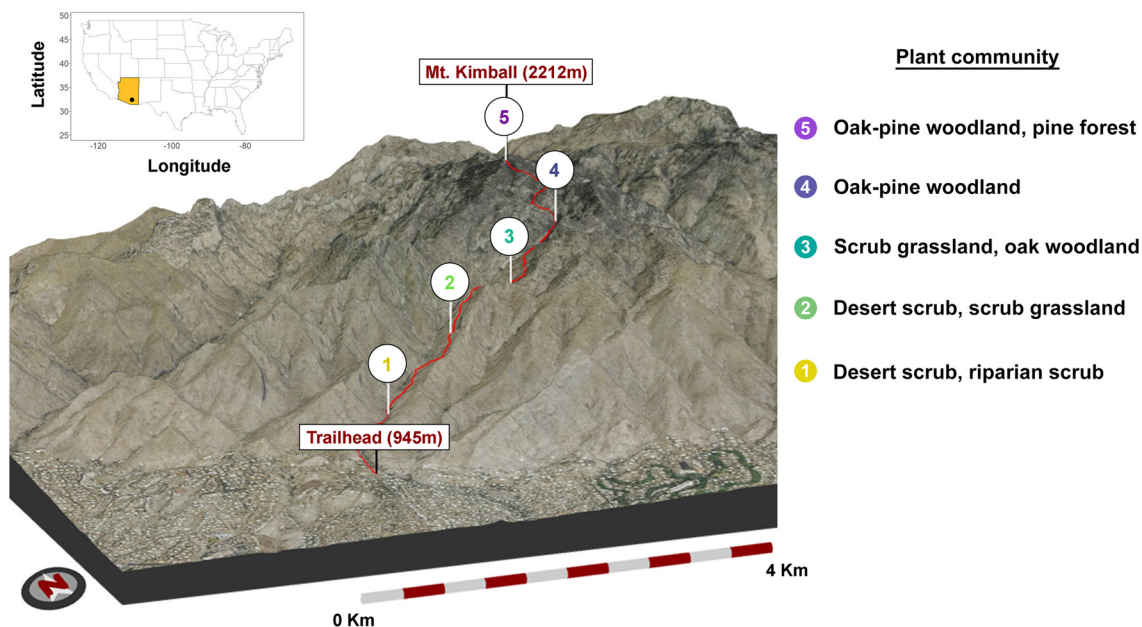 50
45
40
35
30
25
Latitude
-120
-100
-80
Longitude
Mt. Kimball (2212m)
5
4
3
2
1
Trailhead (945m)
N
0 Km
4 Km
Plant community
5 Oak-pine woodland, pine forest
4 Oak-pine woodland
3 Scrub grassland, oak woodland
2 Desert scrub, scrub grassland
1 Desert scrub, riparian scrub